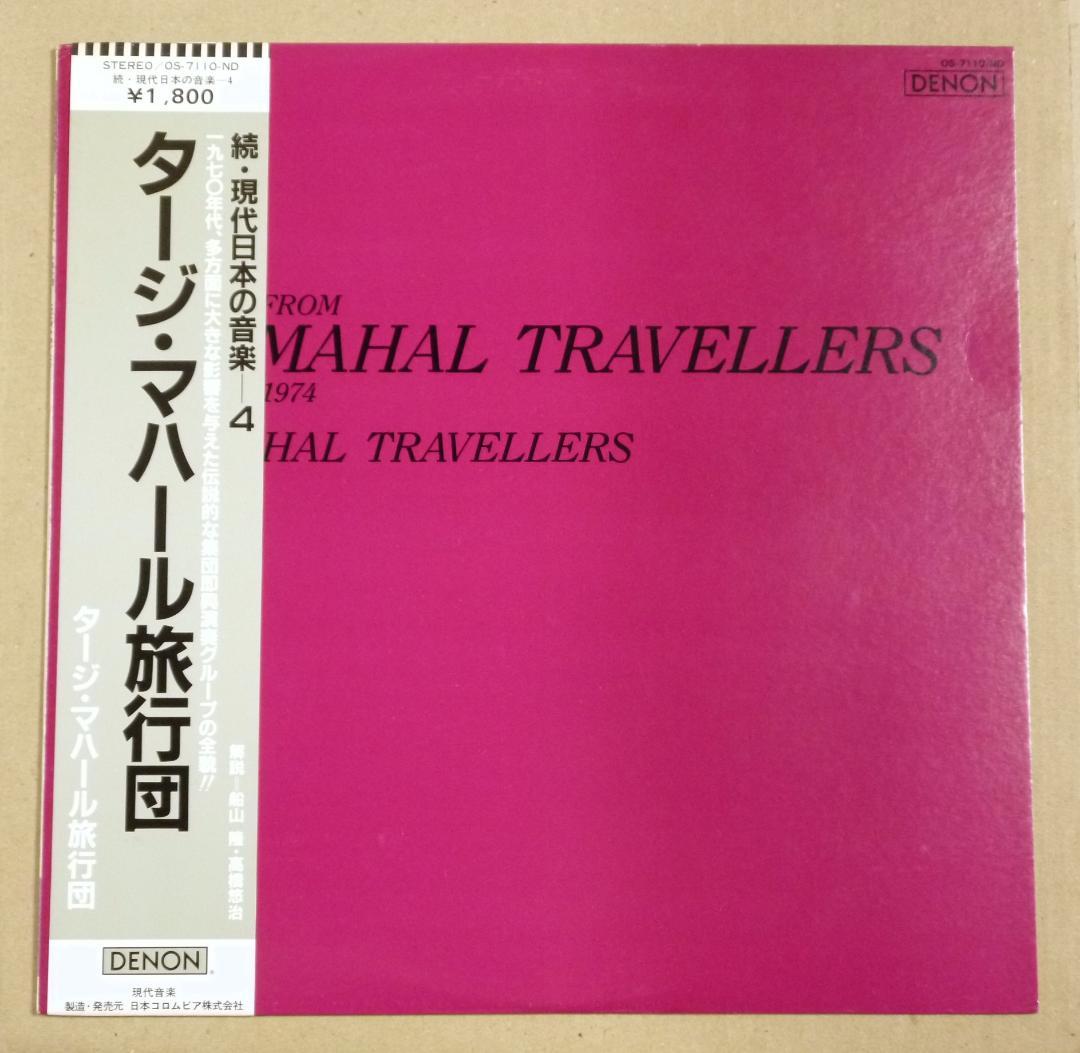 STEREO/OS-7110-ND
続・現代日本の音楽—4
¥1,800
続・現代日本の音楽—4
一九七〇年代、多方面に大きな影響を与えた伝説的な集団即興演奏グループの全貌!!
タージ・マハール旅行団
タージ・マハール旅行団
解説=船山 隆・高橋悠治
DENON
現代音楽
製造・発売元 日本コロムビア株式会社
OS-7110-ND
DENON
FROM
MAHAL TRAVELLERS
1974
HAL TRAVELLERS